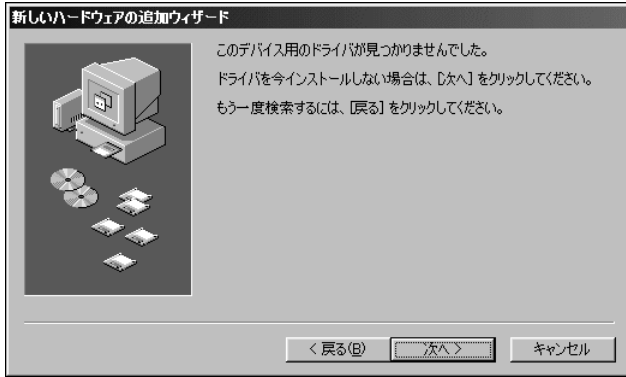 新しいハードウェアの追加ウィザード
このデバイス用のドライバが見つかりませんでした。
ドライバを今インストールしない場合は、[次へ] をクリックしてください。
もう一度検索するには、[戻る] をクリックしてください。
< 戻る(B)
次へ >
キャンセル